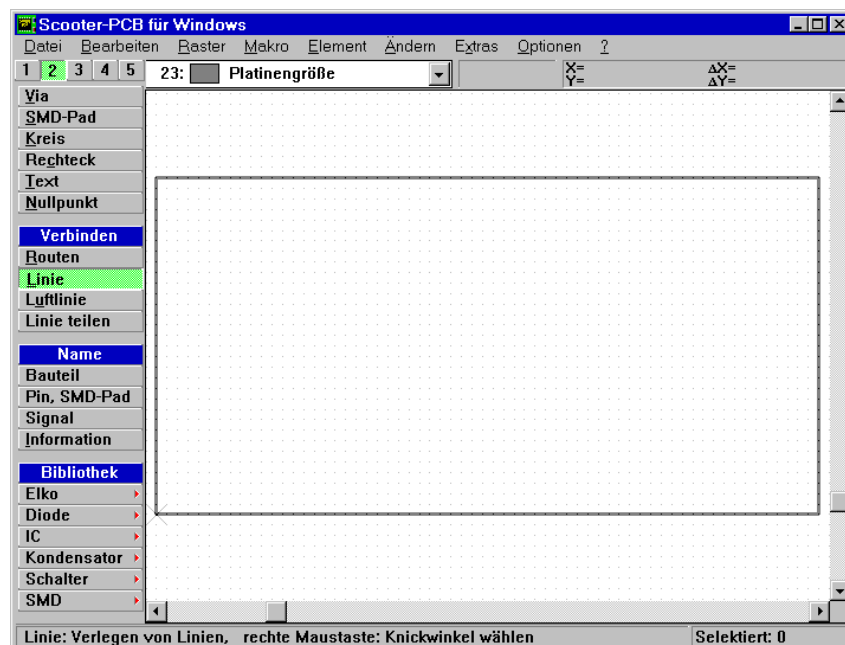 Scooter-PCB für Windows
Datei Bearbeiten Raster Makro Element Ändern Extras Optionen ?
1 2 3 4 5 23: Platinengröße X= ΔX=
Y= ΔY=
Via
SMD-Pad
Kreis
Rechteck
Text
Nullpunkt
Verbinden
Routen
Linie
Luftlinie
Linie teilen
Name
Bauteil
Pin, SMD-Pad
Signal
Information
Bibliothek
Elko
Diode
IC
Kondensator
Schalter
SMD
Linie: Verlegen von Linien, rechte Maustaste: Knickwinkel wählen Selektiert: 0